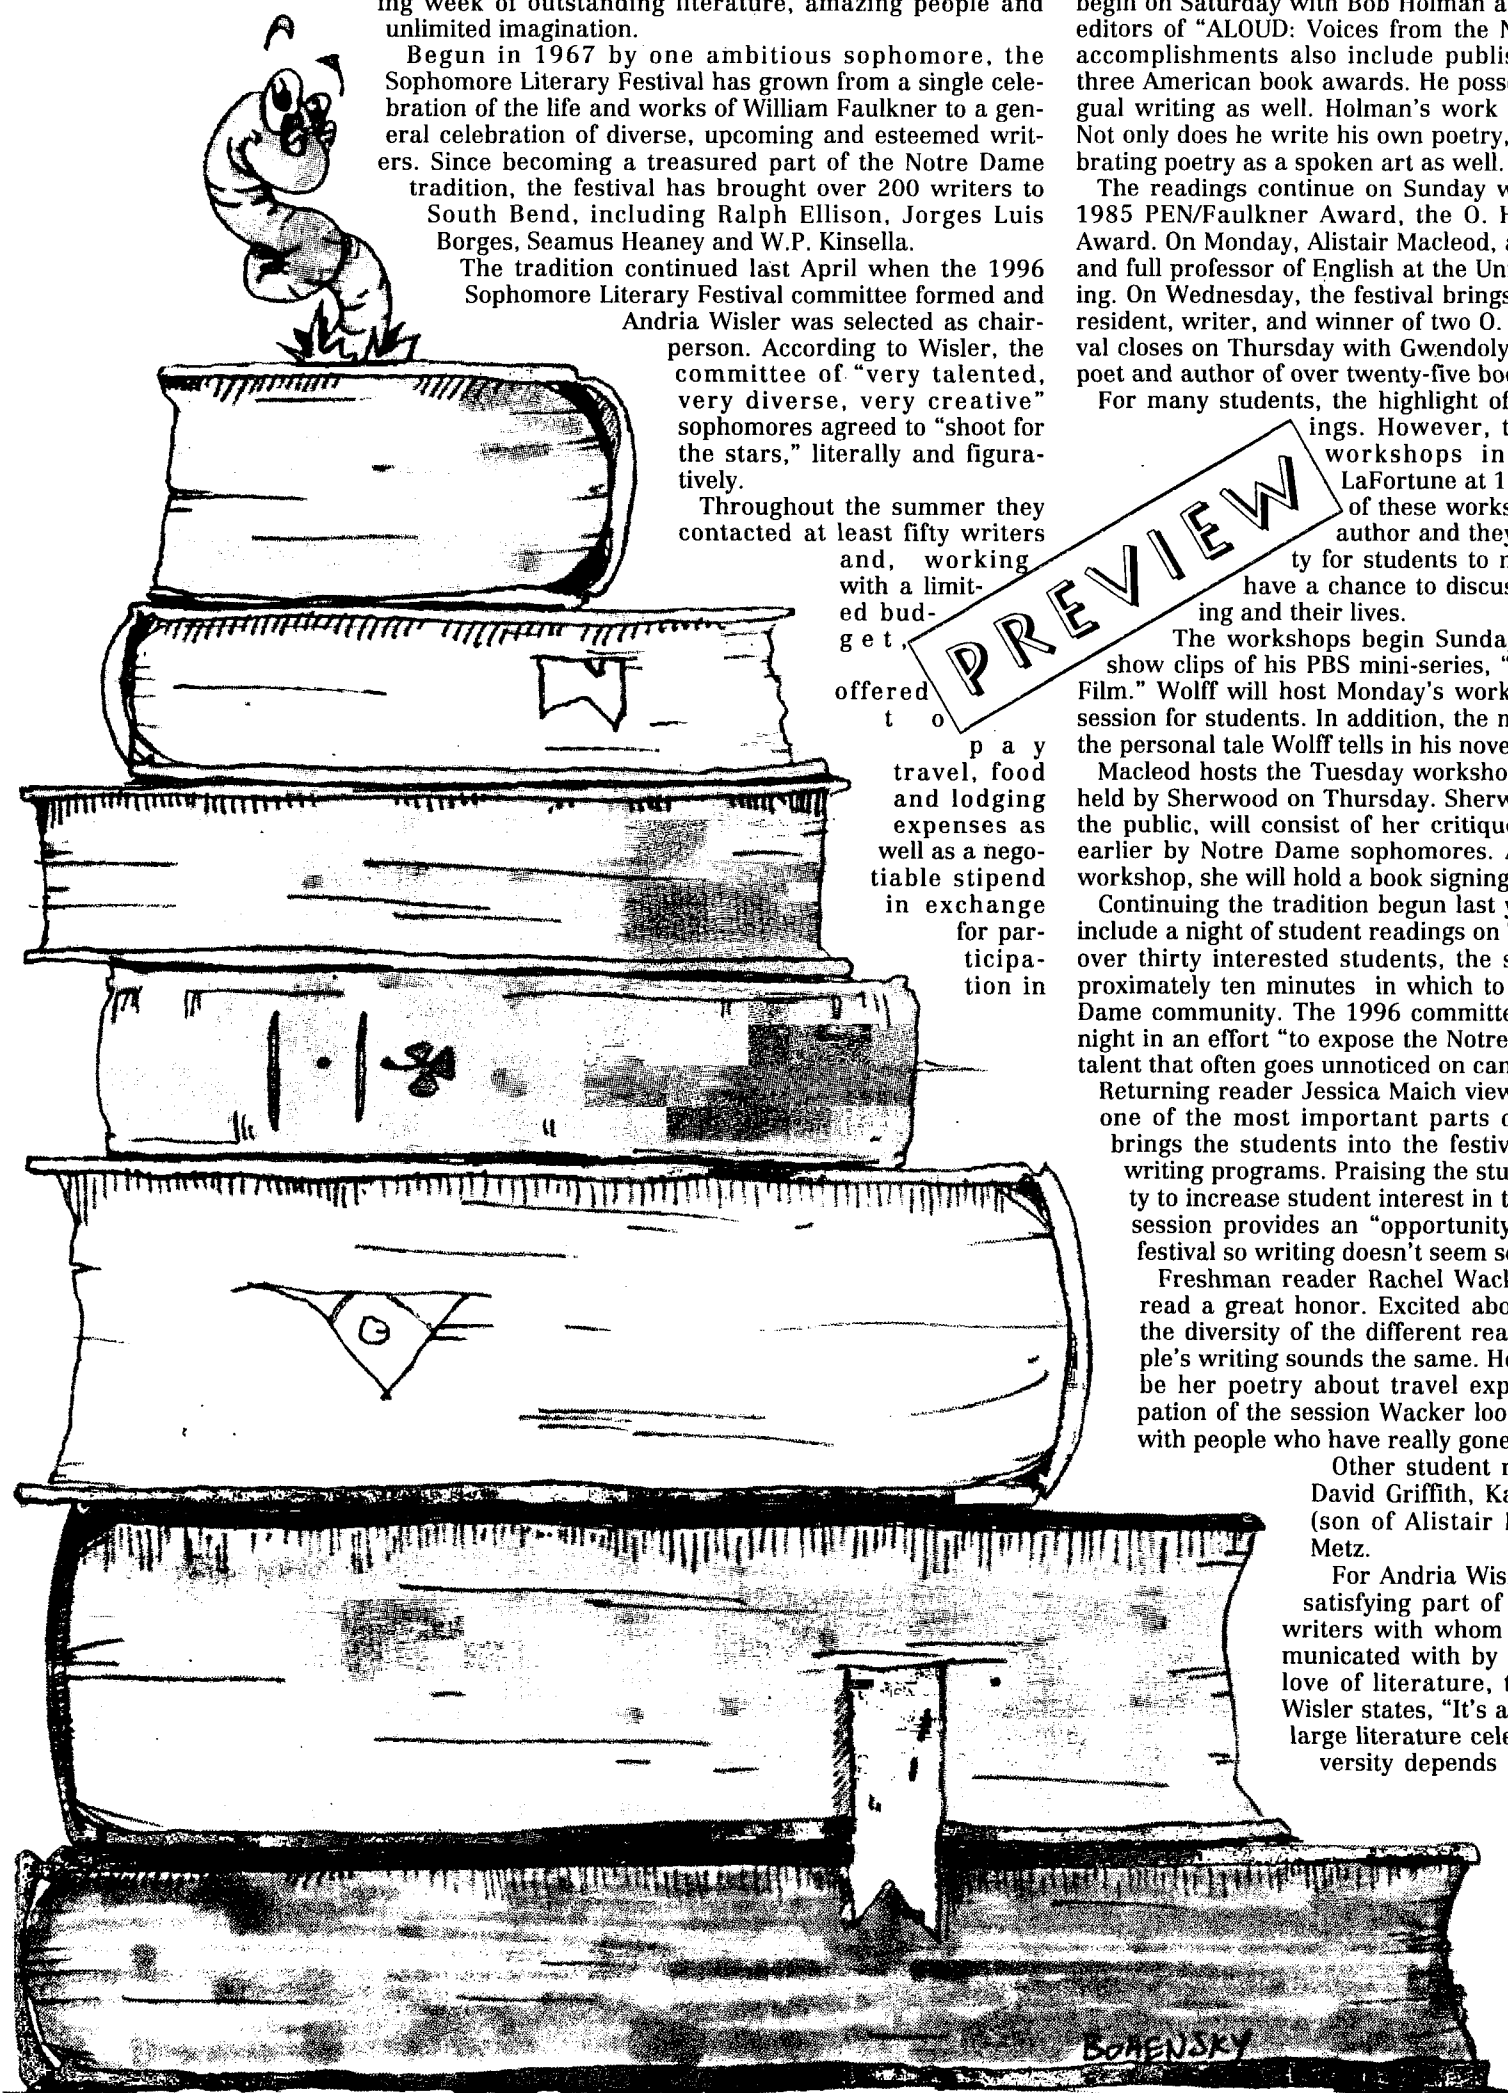 ing week of outstanding literature, amazing people and
unlimited imagination.
Begun in 1967 by one ambitious sophomore, the
Sophomore Literary Festival has grown from a single cele-
bration of the life and works of William Faulkner to a gen-
eral celebration of diverse, upcoming and esteemed writ-
ers. Since becoming a treasured part of the Notre Dame
tradition, the festival has brought over 200 writers to
South Bend, including Ralph Ellison, Jorges Luis
Borges, Seamus Heaney and W.P. Kinsella.
The tradition continued last April when the 1996
Sophomore Literary Festival committee formed and
Andria Wisler was selected as chair-
person. According to Wisler, the
committee of "very talented,
very diverse, very creative"
sophomores agreed to "shoot for
the stars," literally and figura-
tively.
Throughout the summer they
contacted at least fifty writers
and, working
with a limit-
ed bud-
get,
offered
to
pay
travel, food
and lodging
expenses as
well as a nego-
tiable stipend
in exchange
for par-
ticipa-
tion in
PREVIEW
begin on Saturday with Bob Holman a
editors of "ALOUD: Voices from the N
accomplishments also include publis
three American book awards. He poss
gual writing as well. Holman's work
Not only does he write his own poetry,
brating poetry as a spoken art as well.
The readings continue on Sunday w
1985 PEN/Faulkner Award, the O. H
Award. On Monday, Alistair Macleod, a
and full professor of English at the Un
ing. On Wednesday, the festival brings
resident, writer, and winner of two O.
val closes on Thursday with Gwendoly
poet and author of over twenty-five bo
For many students, the highlight of
ings. However, t
workshops in
LaFortune at 1
of these works
author and they
ty for students to n
have a chance to discus
ing and their lives.
The workshops begin Sunda
show clips of his PBS mini-series, "
Film." Wolff will host Monday's work
session for students. In addition, the n
the personal tale Wolff tells in his nove
Macleod hosts the Tuesday worksho
held by Sherwood on Thursday. Sherw
the public, will consist of her critiqu
earlier by Notre Dame sophomores. A
workshop, she will hold a book signing
Continuing the tradition begun last y
include a night of student readings on
over thirty interested students, the s
proximately ten minutes in which to
Dame community. The 1996 committe
night in an effort "to expose the Notre
talent that often goes unnoticed on can
Returning reader Jessica Maich view
one of the most important parts o
brings the students into the festiv
writing programs. Praising the stu
ty to increase student interest in t
session provides an "opportunity
festival so writing doesn't seem s
Freshman reader Rachel Wack
read a great honor. Excited abo
the diversity of the different rea
ple's writing sounds the same. He
be her poetry about travel exp
pation of the session Wacker loo
with people who have really gone
Other student r
David Griffith, Ka
(son of Alistair
Metz.
For Andria Wis
satisfying part of
writers with whom
municated with by
love of literature, t
Wisler states, "It's a
large literature cele
versity depends
BOHENSKY